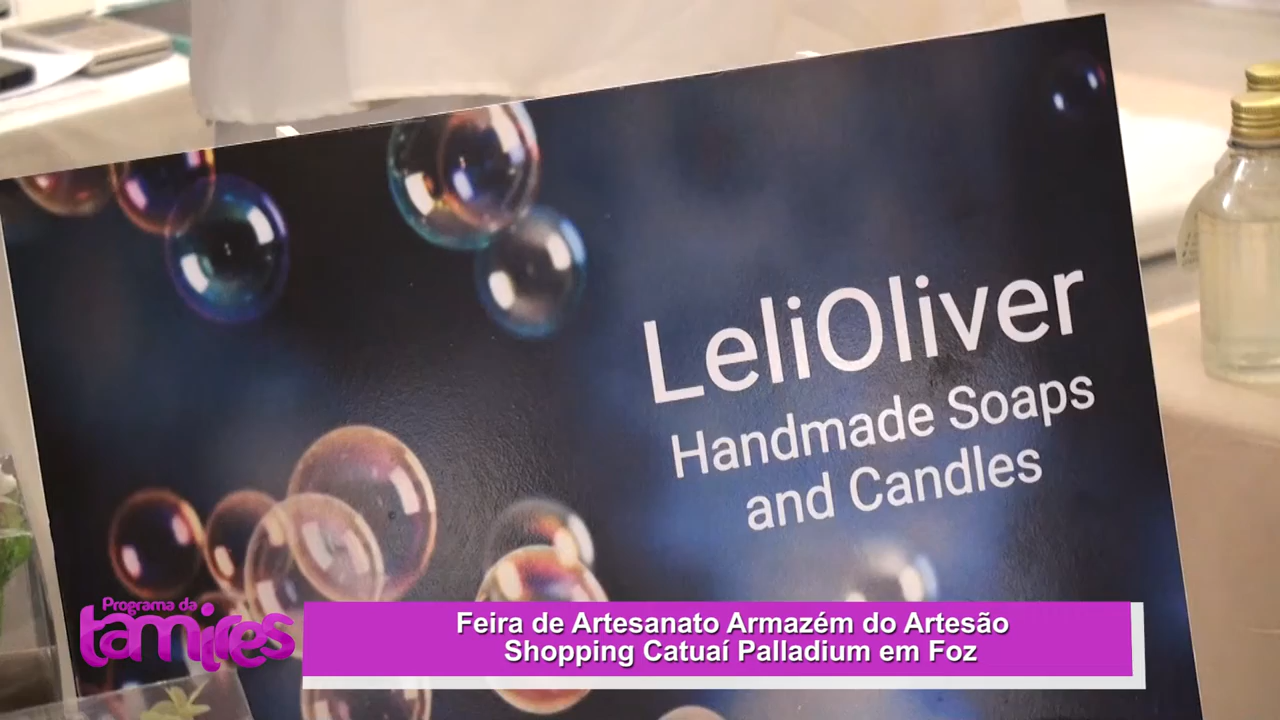 LeliOliver
Handmade Soaps
and Candles
Programa da
tamires
Feira de Artesanato Armazém do Artesão
Shopping Catuaí Palladium em Foz